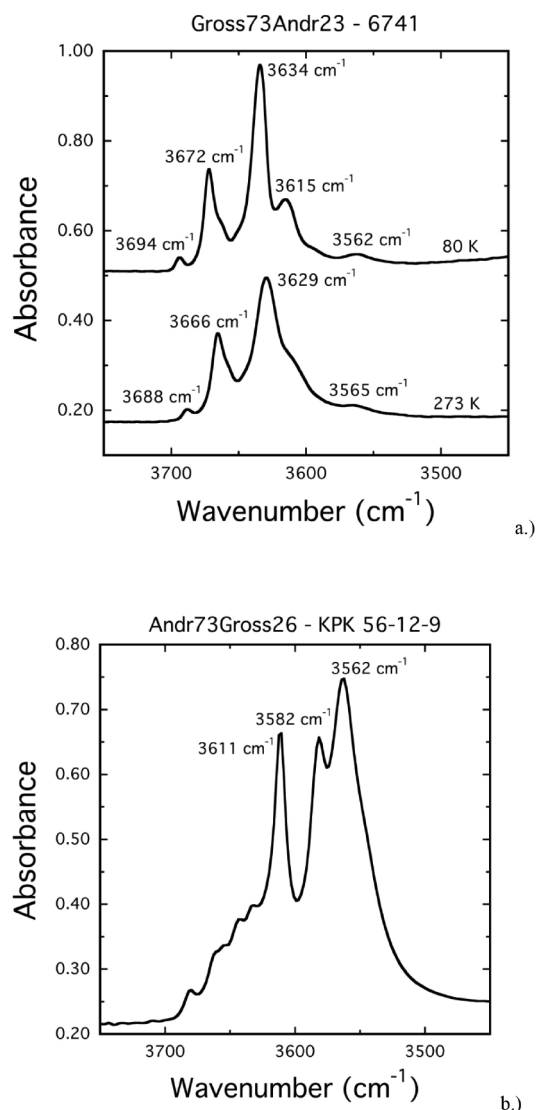 Gross73Andr23 - 6741
1.00
3634 cm⁻¹
3672 cm⁻¹
0.80
3615 cm⁻¹
3694 cm⁻¹
3562 cm⁻¹
0.60
80 K
3629 cm⁻¹
3666 cm⁻¹
0.40
3688 cm⁻¹
3565 cm⁻¹
0.20
273 K
Absorbance
3700 3600 3500
Wavenumber (cm⁻¹)
a.)
Andr73Gross26 - KPK 56-12-9
0.80
3562 cm⁻¹
0.70
3582 cm⁻¹
3611 cm⁻¹
0.60
0.50
0.40
0.30
0.20
Absorbance
3700 3600 3500
Wavenumber (cm⁻¹)
b.)